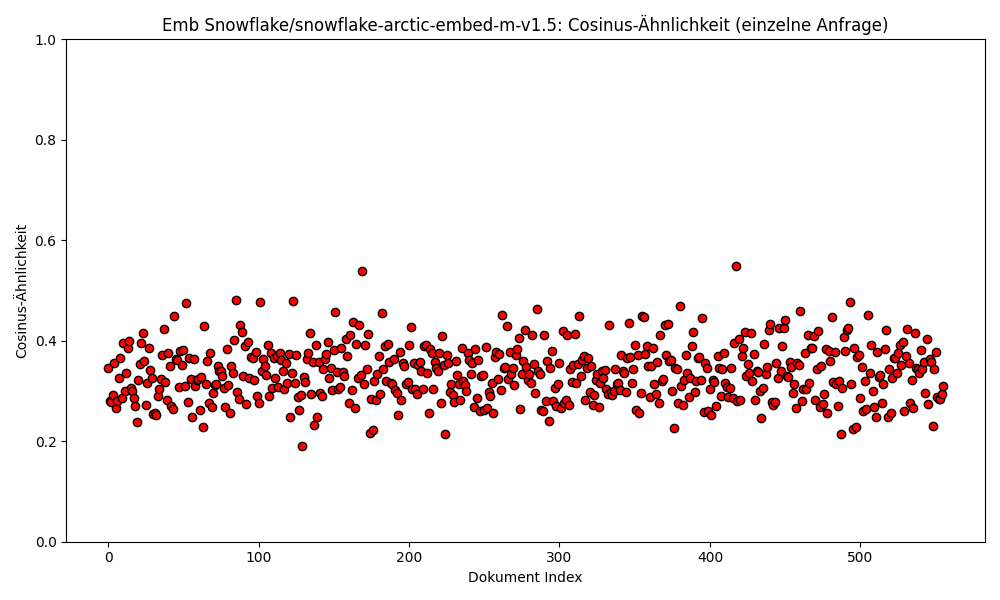 Emb Snowflake/snowflake-arctic-embed-m-v1.5: Cosinus-Ähnlichkeit (einzelne Anfrage)
1.0
0.8
0.6
0.4
0.2
0.0
Cosinus-Ähnlichkeit
0 100 200 300 400 500
Dokument Index